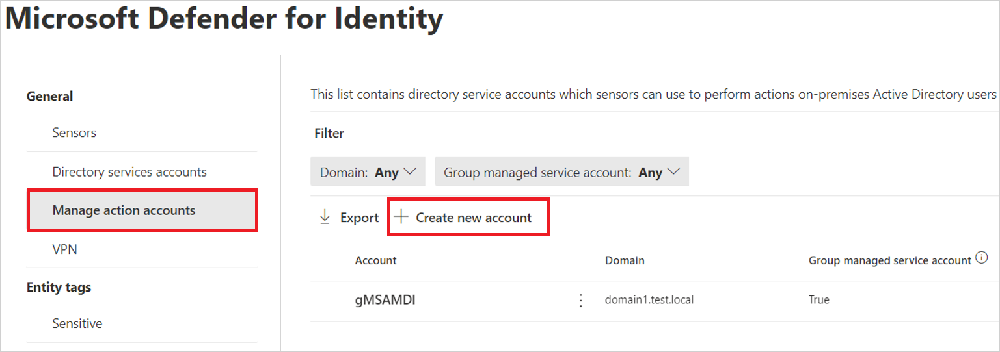 Microsoft Defender for Identity
General
Sensors
Directory services accounts
Manage action accounts
VPN
Entity tags
Sensitive
This list contains directory service accounts which sensors can use to perform actions on-premises Active Directory users
Filter
Domain: Any
Group managed service account: Any
Export
Create new account
Account Domain Group managed service account
gMSAMDI domain1.test.local True